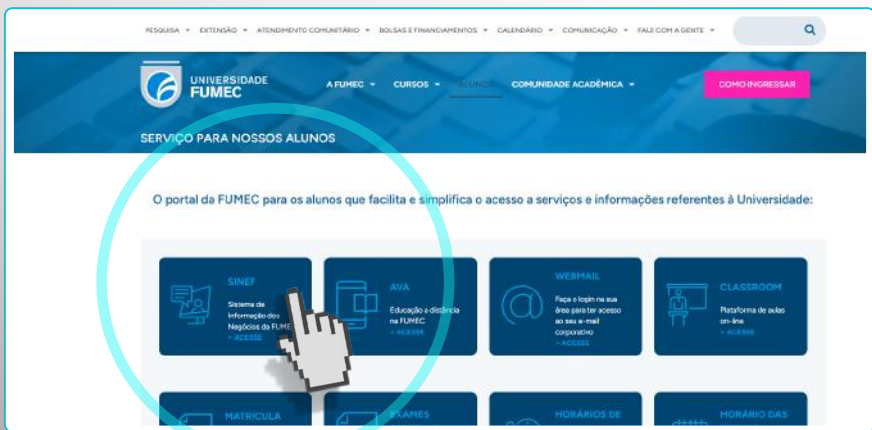 PESQUISA EXTENSÃO ATENDIMENTO COMUNITÁRIO BOLSAS E FINANCIAMENTOS CALENDÁRIO COMUNICAÇÃO FALE COM A GENTE
UNIVERSIDADE
FUMEC
A FUMEC CURSOS ALUNOS COMUNIDADE ACADÊMICA COMO INGRESSAR
SERVIÇO PARA NOSSOS ALUNOS
O portal da FUMEC para os alunos que facilita e simplifica o acesso a serviços e informações referentes à Universidade:
SINEF
Sistema de
Informação dos
Negócios da FUME
+ ACESSE
AVA
Educação a distância
na FUMEC
+ ACESSE
WEBMAIL
Faça o login na sua
área para ter acesso
ao seu e-mail
corporativo
+ ACESSE
CLASSROOM
Plataforma de aulas
on-line
+ ACESSE
MATRÍCULA
EXAMES
HORÁRIOS DE
HORÁRIO DAS